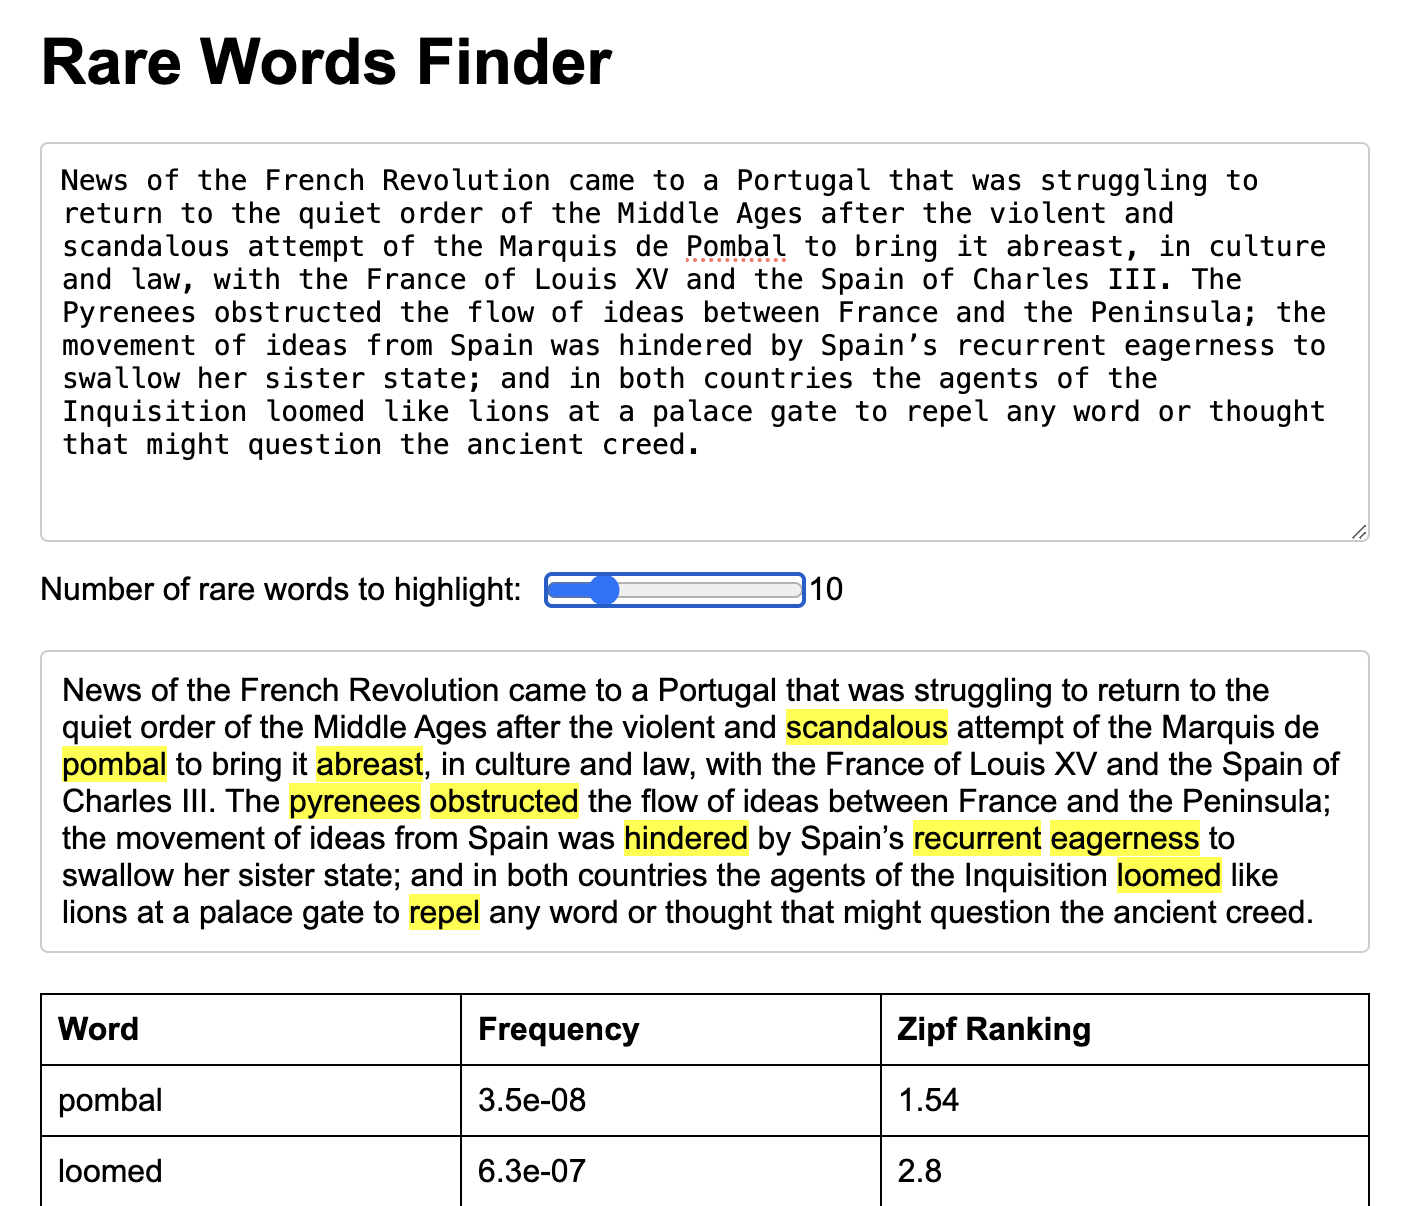 Rare Words Finder
News of the French Revolution came to a Portugal that was struggling to
return to the quiet order of the Middle Ages after the violent and
scandalous attempt of the Marquis de Pombal to bring it abreast, in culture
and law, with the France of Louis XV and the Spain of Charles III. The
Pyrenees obstructed the flow of ideas between France and the Peninsula; the
movement of ideas from Spain was hindered by Spain’s recurrent eagerness to
swallow her sister state; and in both countries the agents of the
Inquisition loomed like lions at a palace gate to repel any word or thought
that might question the ancient creed.
Number of rare words to highlight: 10
News of the French Revolution came to a Portugal that was struggling to return to the
quiet order of the Middle Ages after the violent and scandalous attempt of the Marquis de
pombal to bring it abreast, in culture and law, with the France of Louis XV and the Spain of
Charles III. The pyrenees obstructed the flow of ideas between France and the Peninsula;
the movement of ideas from Spain was hindered by Spain’s recurrent eagerness to
swallow her sister state; and in both countries the agents of the Inquisition loomed like
lions at a palace gate to repel any word or thought that might question the ancient creed.
Word Frequency Zipf Ranking
pombal 3.5e-08 1.54
loomed 6.3e-07 2.8